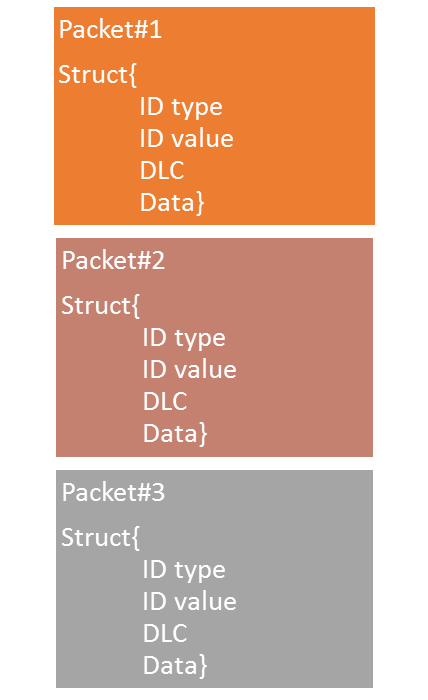 Packet#1
Struct{
ID type
ID value
DLC
Data}
Packet#2
Struct{
ID type
ID value
DLC
Data}
Packet#3
Struct{
ID type
ID value
DLC
Data}